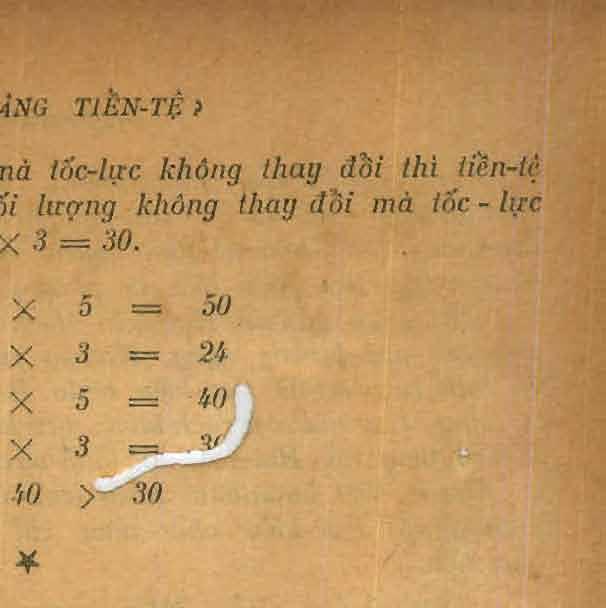 ẢNG TIỀN-TỆ ?
mà tốc-lực không thay đổi thì tiền-tệ
ối lượng không thay đổi mà tốc - lực
× 3 = 30.
× 5 = 50
× 3 = 24
× 5 = 40
× 3 =
40 > 30